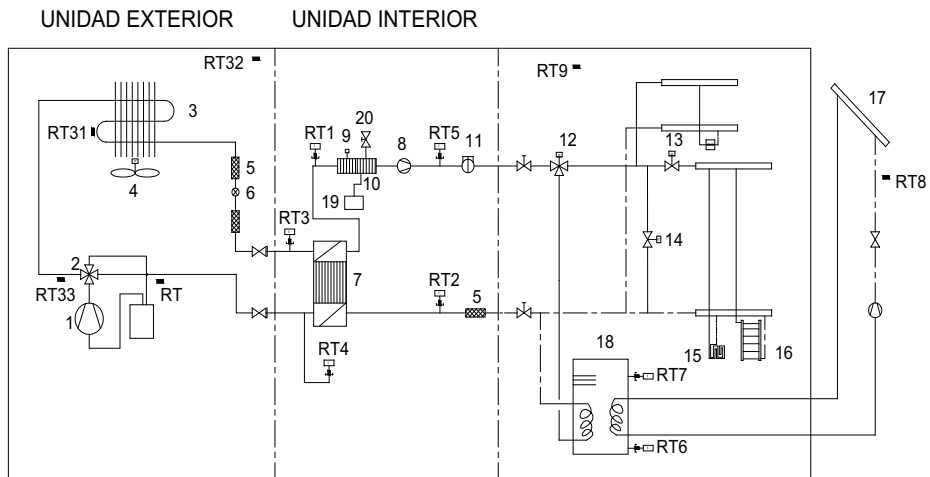 UNIDAD EXTERIOR
UNIDAD INTERIOR
RT32
RT9
17
3
20
RT31
RT1
9
8
RT5
11
12
13
5
6
4
10
19
RT8
RT3
14
2
7
RT33
RT
RT2
5
1
RT4
18
15
16
RT7
RT6